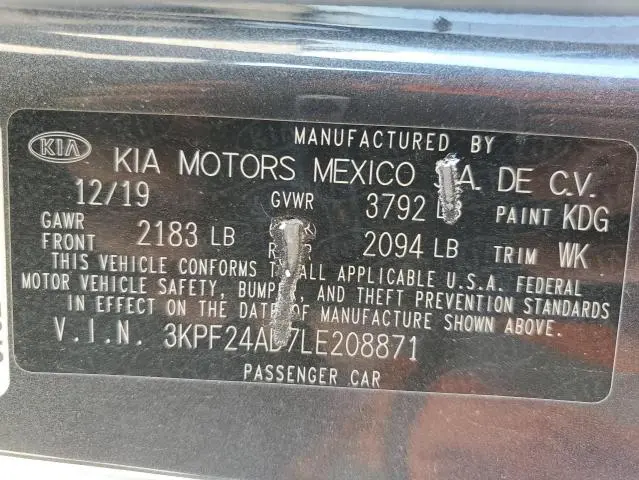 MANUFACTURED BY
KIA KIA MOTORS MEXICO DE C.V.
12/19 GVWR 3792 PAINT KDG
GAWR
FRONT 2183 LB 2094 LB TRIM WK
THIS VEHICLE CONFORMS ALL APPLICABLE U.S.A. FEDERAL
MOTOR VEHICLE SAFETY, AND THEFT PREVENTION STANDARDS
IN EFFECT ON THE DATE MANUFACTURE SHOWN ABOVE.
V.I.N.
PASSENGER CAR